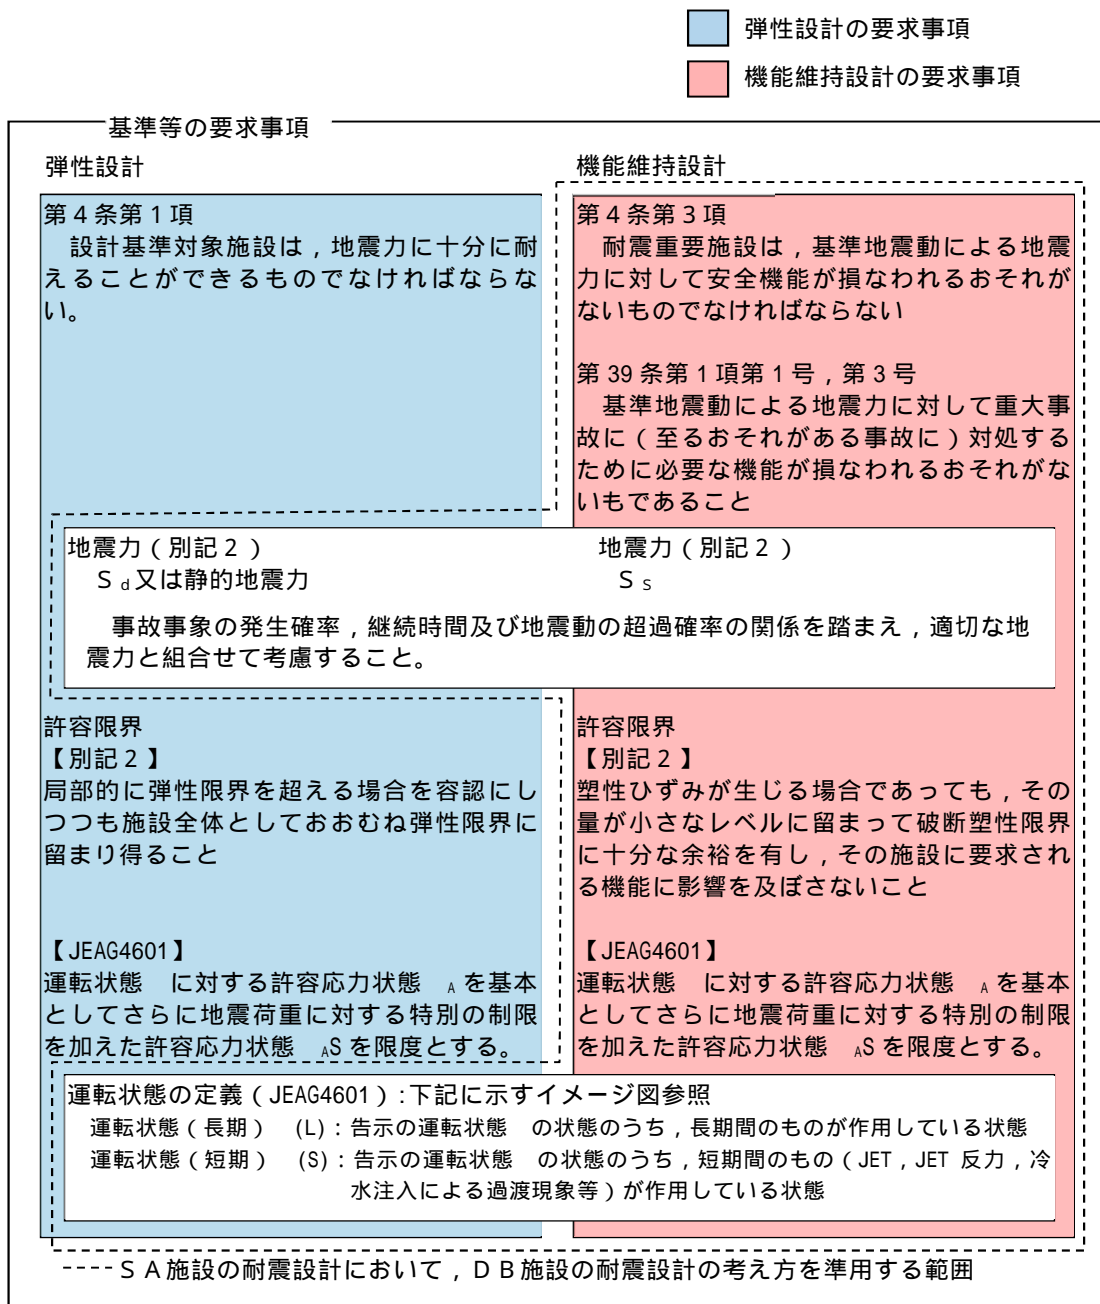 弾性設計の要求事項
機能維持設計の要求事項
基準等の要求事項
弾性設計
第4条第1項
設計基準対象施設は，地震力に十分に耐
えることができるものでなければならな
い。
機能維持設計
第4条第3項
耐震重要施設は，基準地震動による地震
力に対して安全機能が損なわれるおそれが
ないものでなければならない
第39条第1項第1号，第3号
基準地震動による地震力に対して重大事
故に（至るおそれがある事故に）対処する
ために必要な機能が損なわれるおそれがな
いもであること
地震力（別記2）
Ｓd又は静的地震力
地震力（別記2）
Ｓs
事故事象の発生確率，継続時間及び地震動の超過確率の関係を踏まえ，適切な地
震力と組合せて考慮すること。
許容限界
【別記2】
局部的に弾性限界を超える場合を容認にし
つつも施設全体としておおむね弾性限界に
留まり得ること
【JEAG4601】
運転状態　に対する許容応力状態　Aを基本
としてさらに地震荷重に対する特別の制限
を加えた許容応力状態　ASを限度とする。
許容限界
【別記2】
塑性ひずみが生じる場合であっても，その
量が小さなレベルに留まって破断塑性限界
に十分な余裕を有し，その施設に要求され
る機能に影響を及ぼさないこと
【JEAG4601】
運転状態　に対する許容応力状態　Aを基本
としてさらに地震荷重に対する特別の制限
を加えた許容応力状態　ASを限度とする。
運転状態の定義（JEAG4601）:下記に示すイメージ図参照
運転状態（長期）　(L)：告示の運転状態　の状態のうち，長期間のものが作用している状態
運転状態（短期）　(S)：告示の運転状態　の状態のうち，短期間のもの（JET，JET 反力，冷
水注入による過渡現象等）が作用している状態
----ＳＡ施設の耐震設計において，ＤＢ施設の耐震設計の考え方を準用する範囲